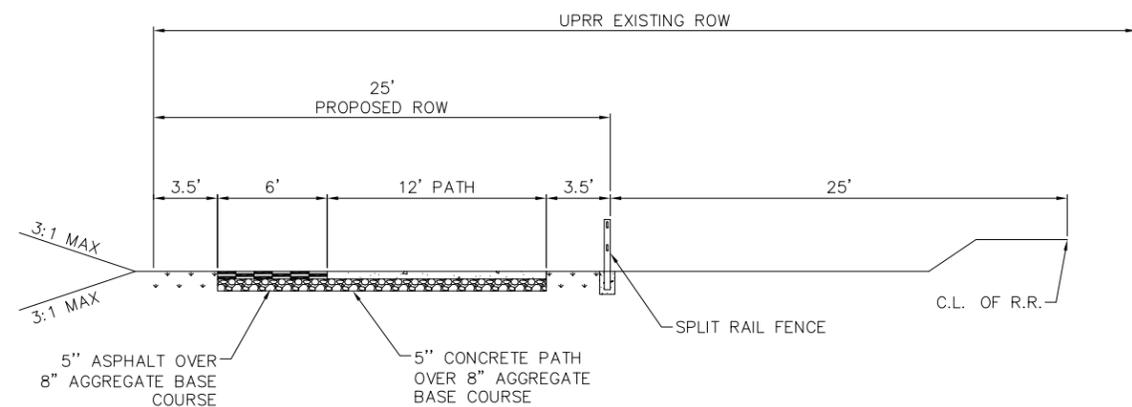 UPRR EXISTING ROW
25'
PROPOSED ROW
3.5'
6'
12' PATH
3.5'
25'
3:1 MAX
3:1 MAX
C.L. OF R.R.
SPLIT RAIL FENCE
5'' ASPHALT OVER
8" AGGREGATE BASE
COURSE
5'' CONCRETE PATH
OVER 8" AGGREGATE
BASE COURSE